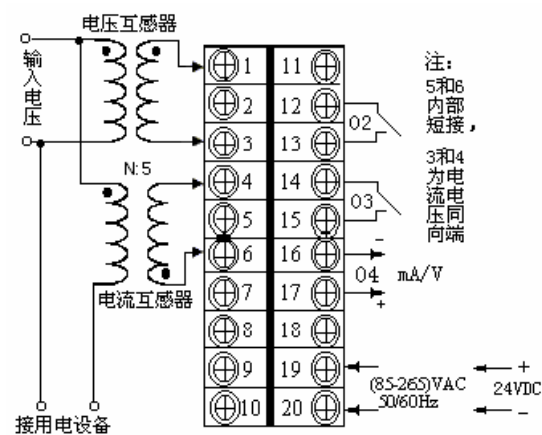 电压互感器
输入电压
N:5
电流互感器
接用电设备
1 11
2 12
3 13
4 14
5 15
6 16
7 17
8 18
9 19
10 20
O2
O3
-
O4 mA/V
+
(85-265)VAC
50/60Hz
+
24VDC
-
注：
5和6
内部
短接，
3和4
为电
流电
压同
向端